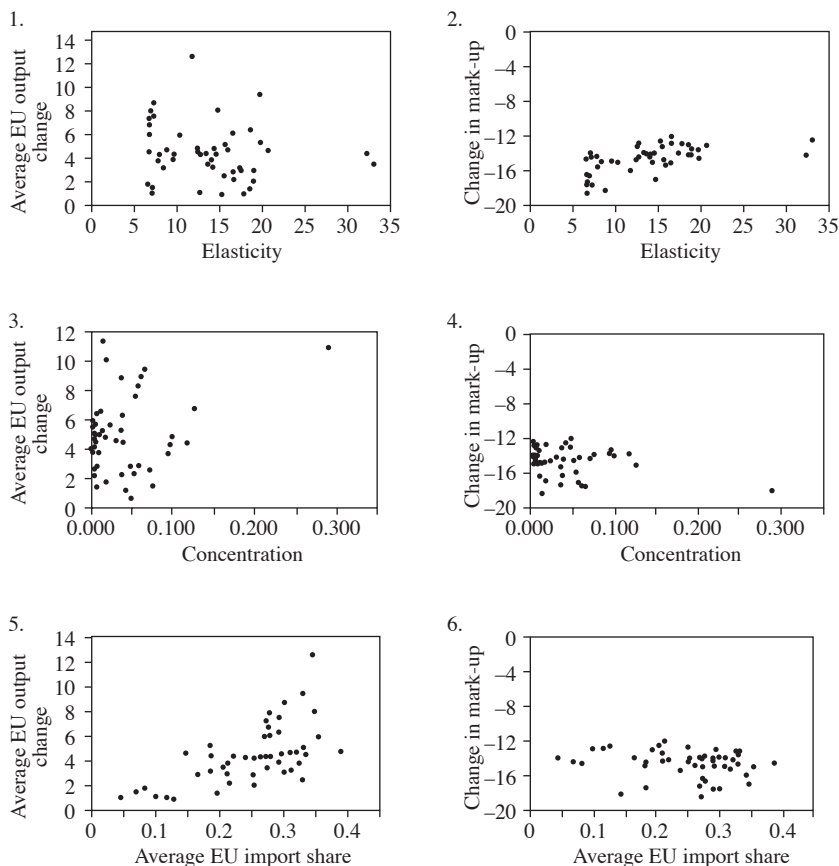 1.
Average EU output
change
14
12
10
8
6
4
2
0
0 5 10 15 20 25 30 35
Elasticity
2.
Change in mark-up
0
–4
–8
–12
–16
–20
0 5 10 15 20 25 30 35
Elasticity
3.
Average EU output
change
12
10
8
6
4
2
0
0.000 0.100 0.200 0.300
Concentration
4.
Change in mark-up
0
–4
–8
–12
–16
–20
0.000 0.100 0.200 0.300
Concentration
5.
Average EU output
change
14
12
10
8
6
4
2
0
0 0.1 0.2 0.3 0.4
Average EU import share
6.
Change in mark-up
0
–4
–8
–12
–16
–20
0 0.1 0.2 0.3 0.4
Average EU import share